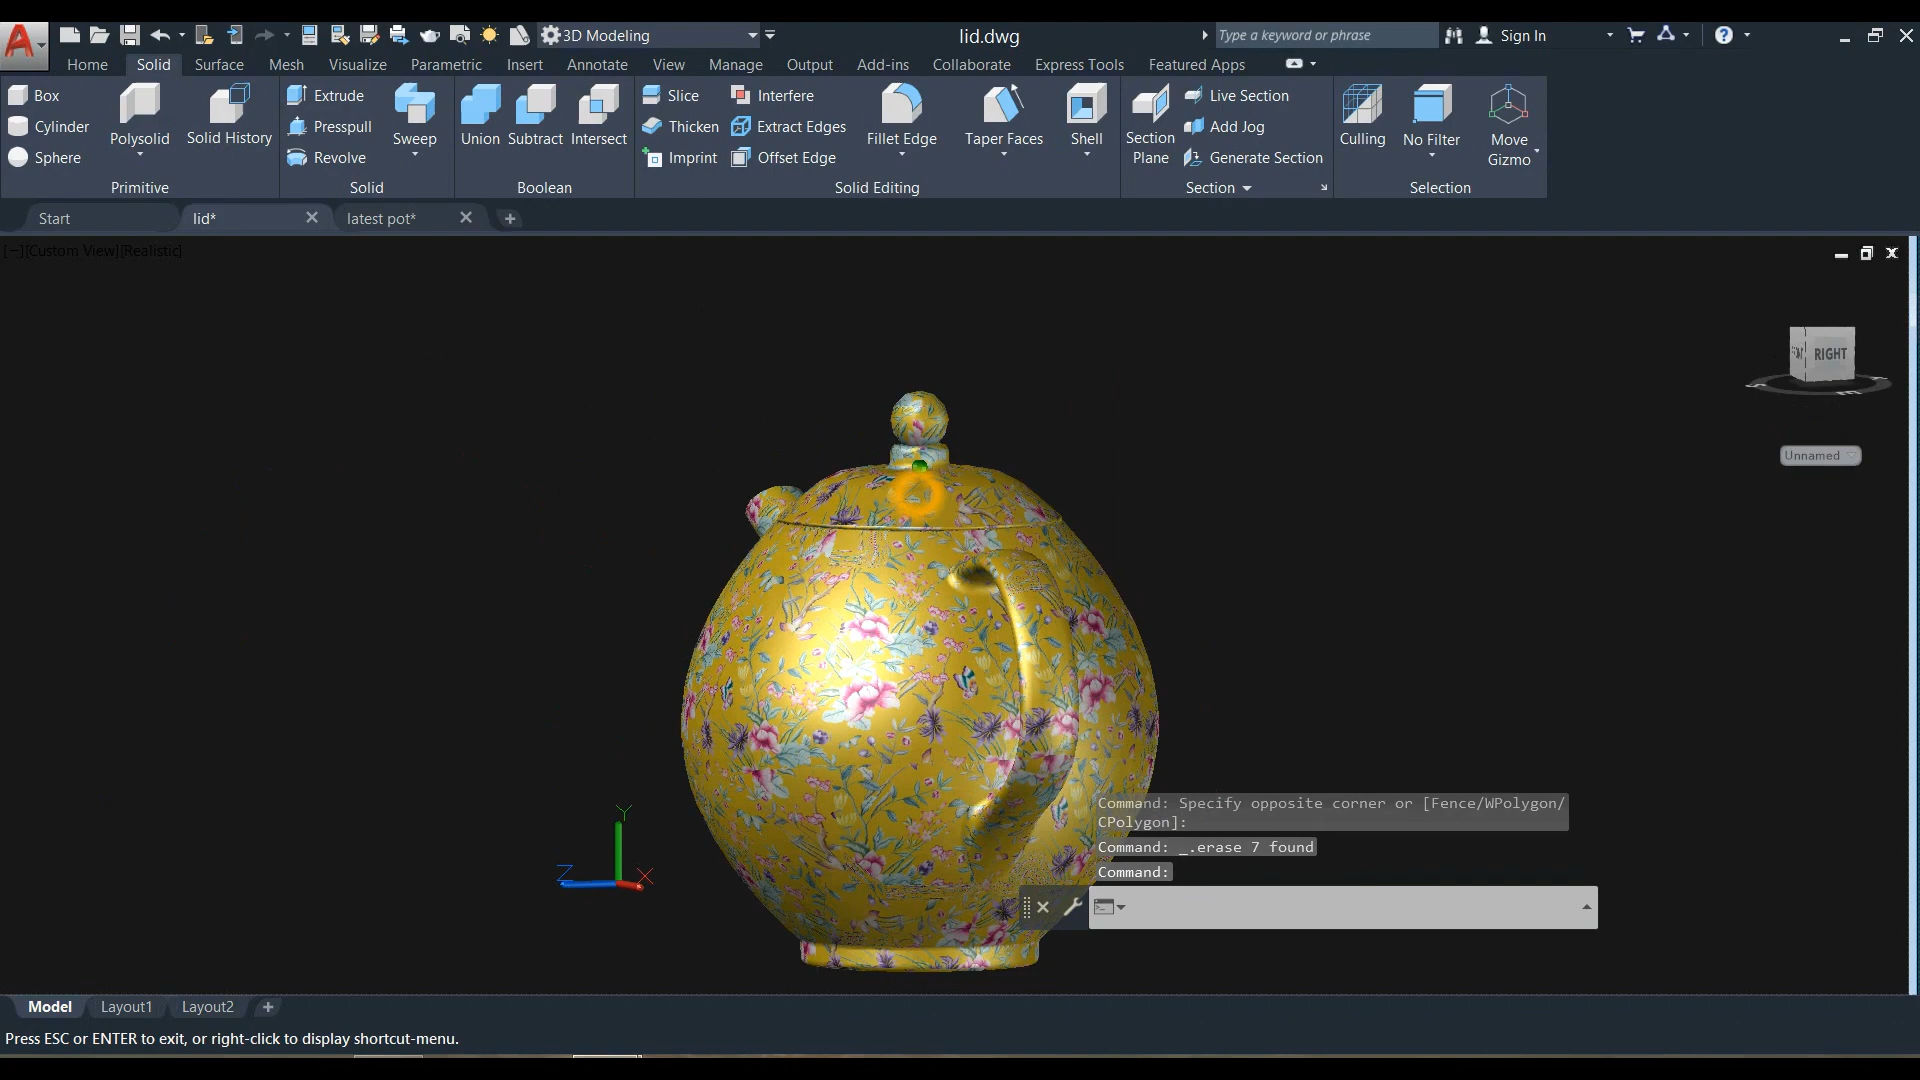 3D Modeling
lid.dwg
Type a keyword or phrase
Sign In
Home Solid Surface Mesh Visualize Parametric Insert Annotate View Manage Output Add-ins Collaborate Express Tools Featured Apps
Box
Cylinder
Sphere
Polysolid
Solid History
Primitive
Extrude
Presspull
Revolve
Sweep
Solid
Union Subtract Intersect
Boolean
Slice
Thicken
Imprint
Interfere
Extract Edges
Offset Edge
Fillet Edge
Taper Faces
Shell
Solid Editing
Section
Plane
Live Section
Add Jog
Generate Section
Section
Culling
No Filter
Move
Gizmo
Selection
Start
lid*
latest pot*
[−][Custom View][Realistic]
RIGHT
Unnamed
Y
Z
X
Command: Specify opposite corner or [Fence/WPolygon/
CPolygon]:
Command: _.erase 7 found
Command:
Model Layout1 Layout2
Press ESC or ENTER to exit, or right-click to display shortcut-menu.